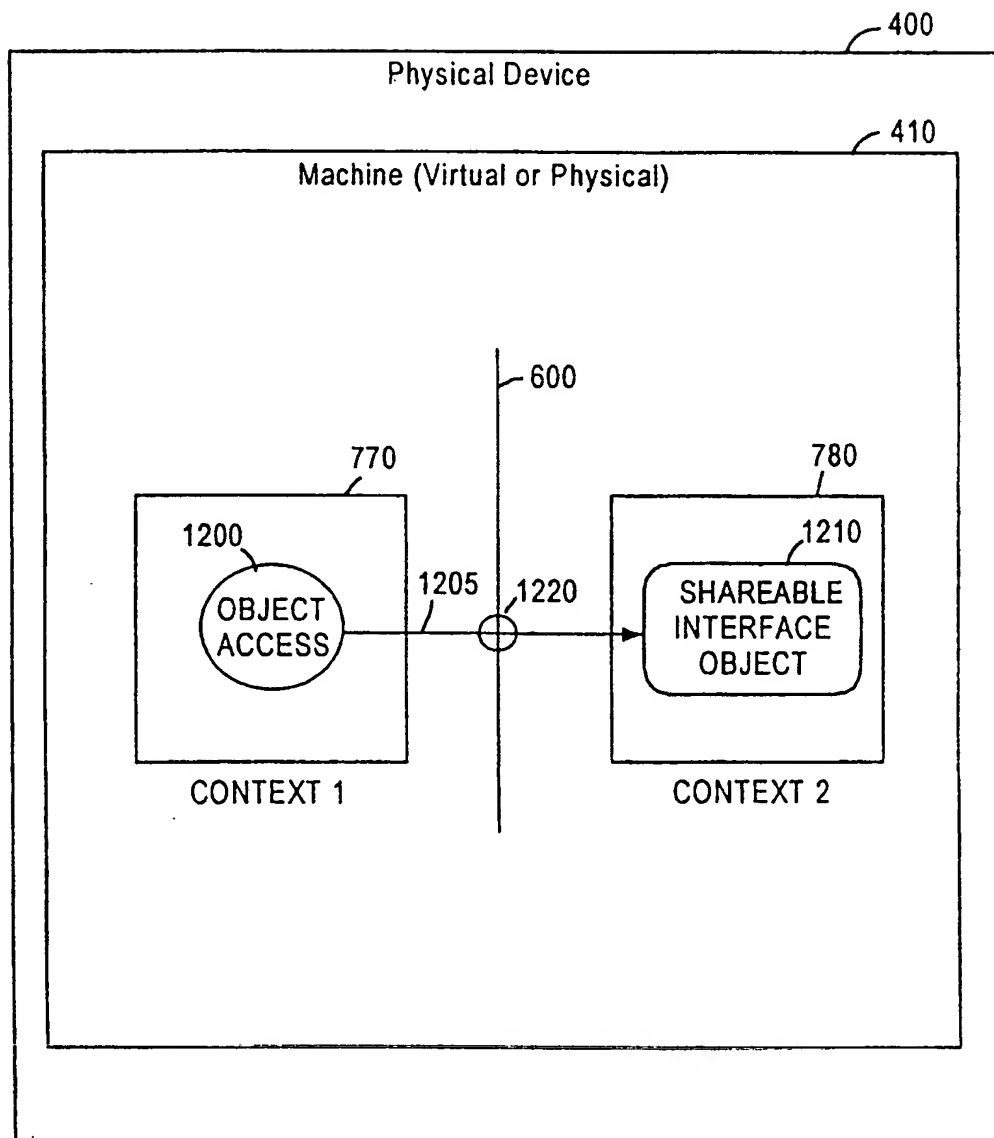 400
Physical Device
410
Machine (Virtual or Physical)
600
770
780
1200
1210
OBJECT
ACCESS
1205
1220
SHAREABLE
INTERFACE
OBJECT
CONTEXT 1
CONTEXT 2